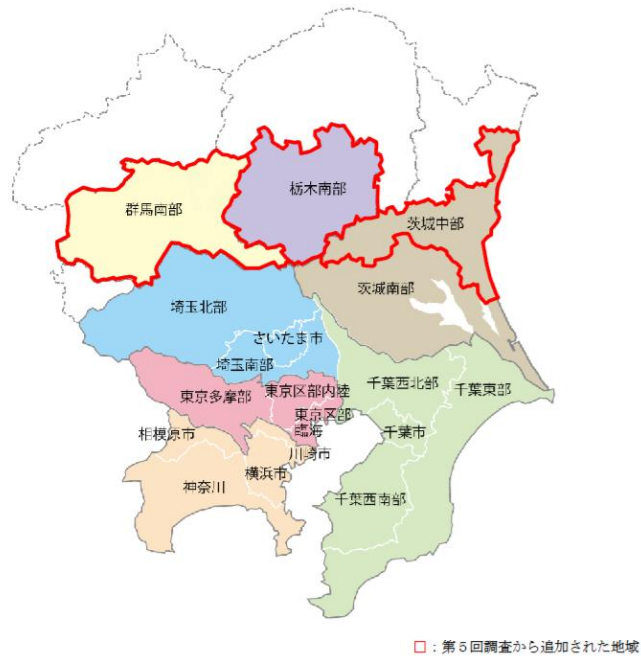 栃木南部
群馬南部
茨城中部
茨城南部
埼玉北部
さいたま市
埼玉南部
千葉西北部
千葉東部
東京多摩部
東京区部内陸
東京区部
臨海
千葉市
相模原市
川崎市
横浜市
神奈川
千葉西南部
□：第５回調査から追加された地域